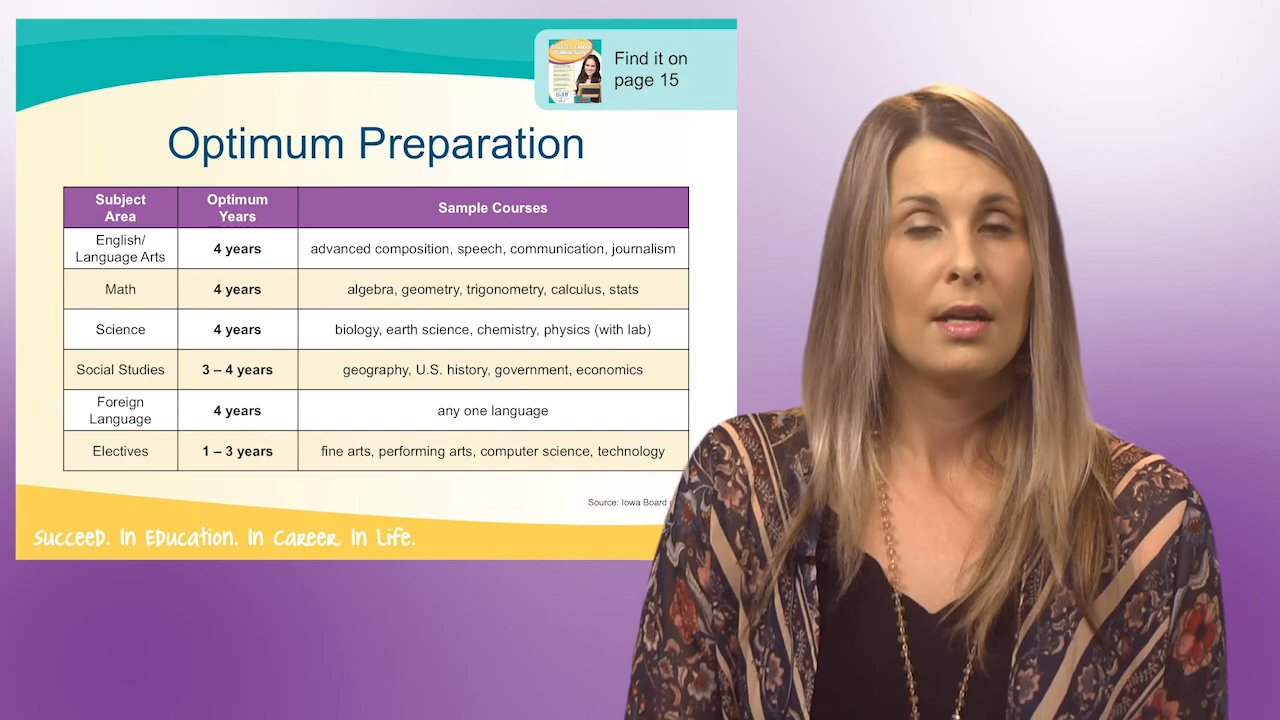 Find it on
page 15
Optimum Preparation
Subject
Area
Optimum
Years
Sample Courses
English/
Language Arts
4 years
advanced composition, speech, communication, journalism
Math
4 years
algebra, geometry, trigonometry, calculus, stats
Science
4 years
biology, earth science, chemistry, physics (with lab)
Social Studies
3 – 4 years
geography, U.S. history, government, economics
Foreign
Language
4 years
any one language
Electives
1 – 3 years
fine arts, performing arts, computer science, technology
Source: Iowa Board
Succeed. In Education. In Career. In Life.